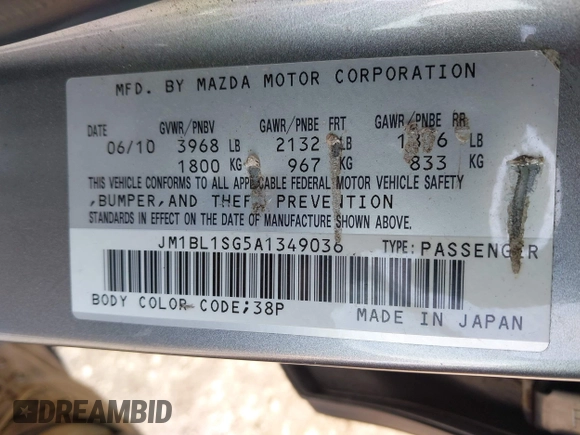 MFD. BY MAZDA MOTOR CORPORATION
DATE GVWR/PNBV GAWR/PNBE FRT GAWR/PNBE RR
06/10 3968 LB 2132 LB LB
1800 KG 967 KG 833 KG
THIS VEHICLE CONFORMS TO ALL APPLICABLE FEDERAL MOTOR VEHICLE SAFETY
,BUMPER,AND THEFT PREVENTION
STANDARDS IN EFFECT ON THE DATE OF MANUFACTURE SHOWN ABOVE.
TYPE: PASSENGER
BODY COLOR CODE;38P
MADE IN JAPAN
DREAMBID